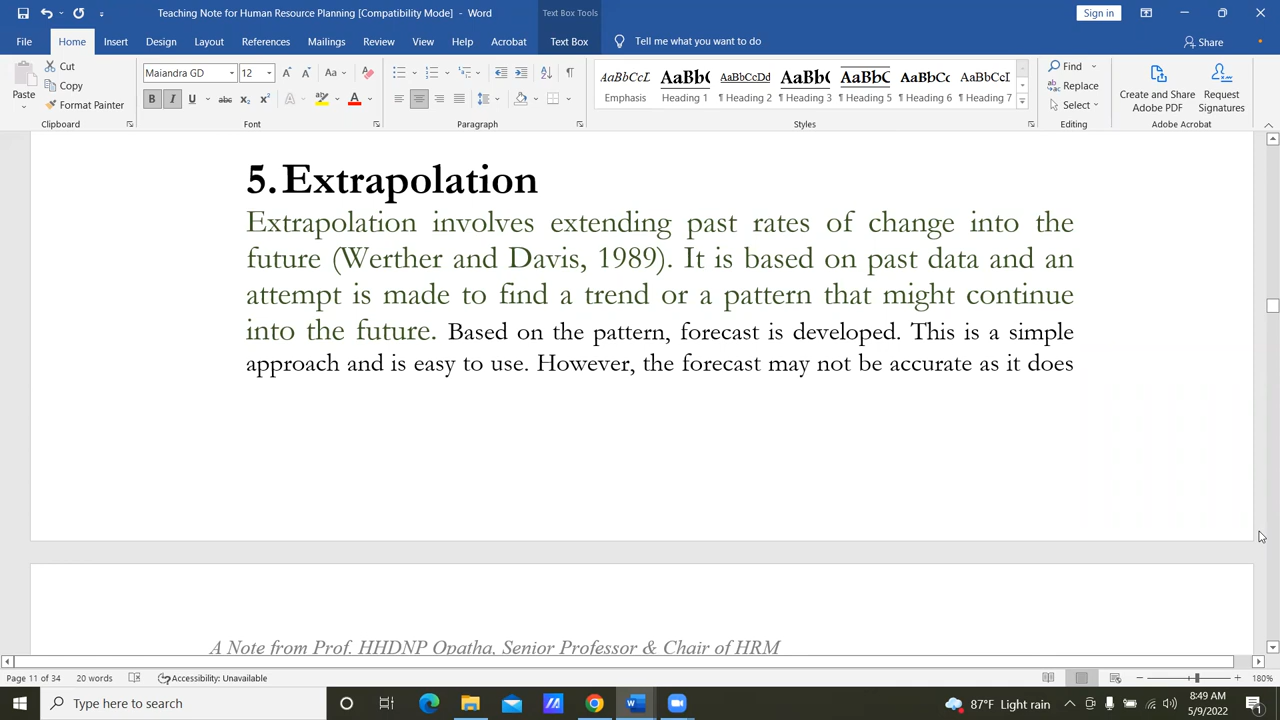 Teaching Note for Human Resource Planning [Compatibility Mode] - Word
Text Box Tools
Sign in
File Home Insert Design Layout References Mailings Review View Help Acrobat Text Box Tell me what you want to do Share
Paste
Cut
Copy
Format Painter
Clipboard
Maiandra GD 12
Font
Paragraph
AaBbCcL AaBb( AaBbCcDd AaBbC AaBbC AaBbCc AaBbCcD
Emphasis Heading 1 ¶ Heading 2 ¶ Heading 3 ¶ Heading 5 ¶ Heading 6 ¶ Heading 7
Styles
Find
Replace
Select
Editing
Create and Share Adobe PDF
Request Signatures
Adobe Acrobat
5. Extrapolation
Extrapolation involves extending past rates of change into the
future (Werther and Davis, 1989). It is based on past data and an
attempt is made to find a trend or a pattern that might continue
into the future. Based on the pattern, forecast is developed. This is a simple
approach and is easy to use. However, the forecast may not be accurate as it does
A Note from Prof. HHDNP Opatha, Senior Professor & Chair of HRM
Page 11 of 34 20 words Accessibility: Unavailable 180%
Type here to search
87°F Light rain
8:49 AM
5/9/2022